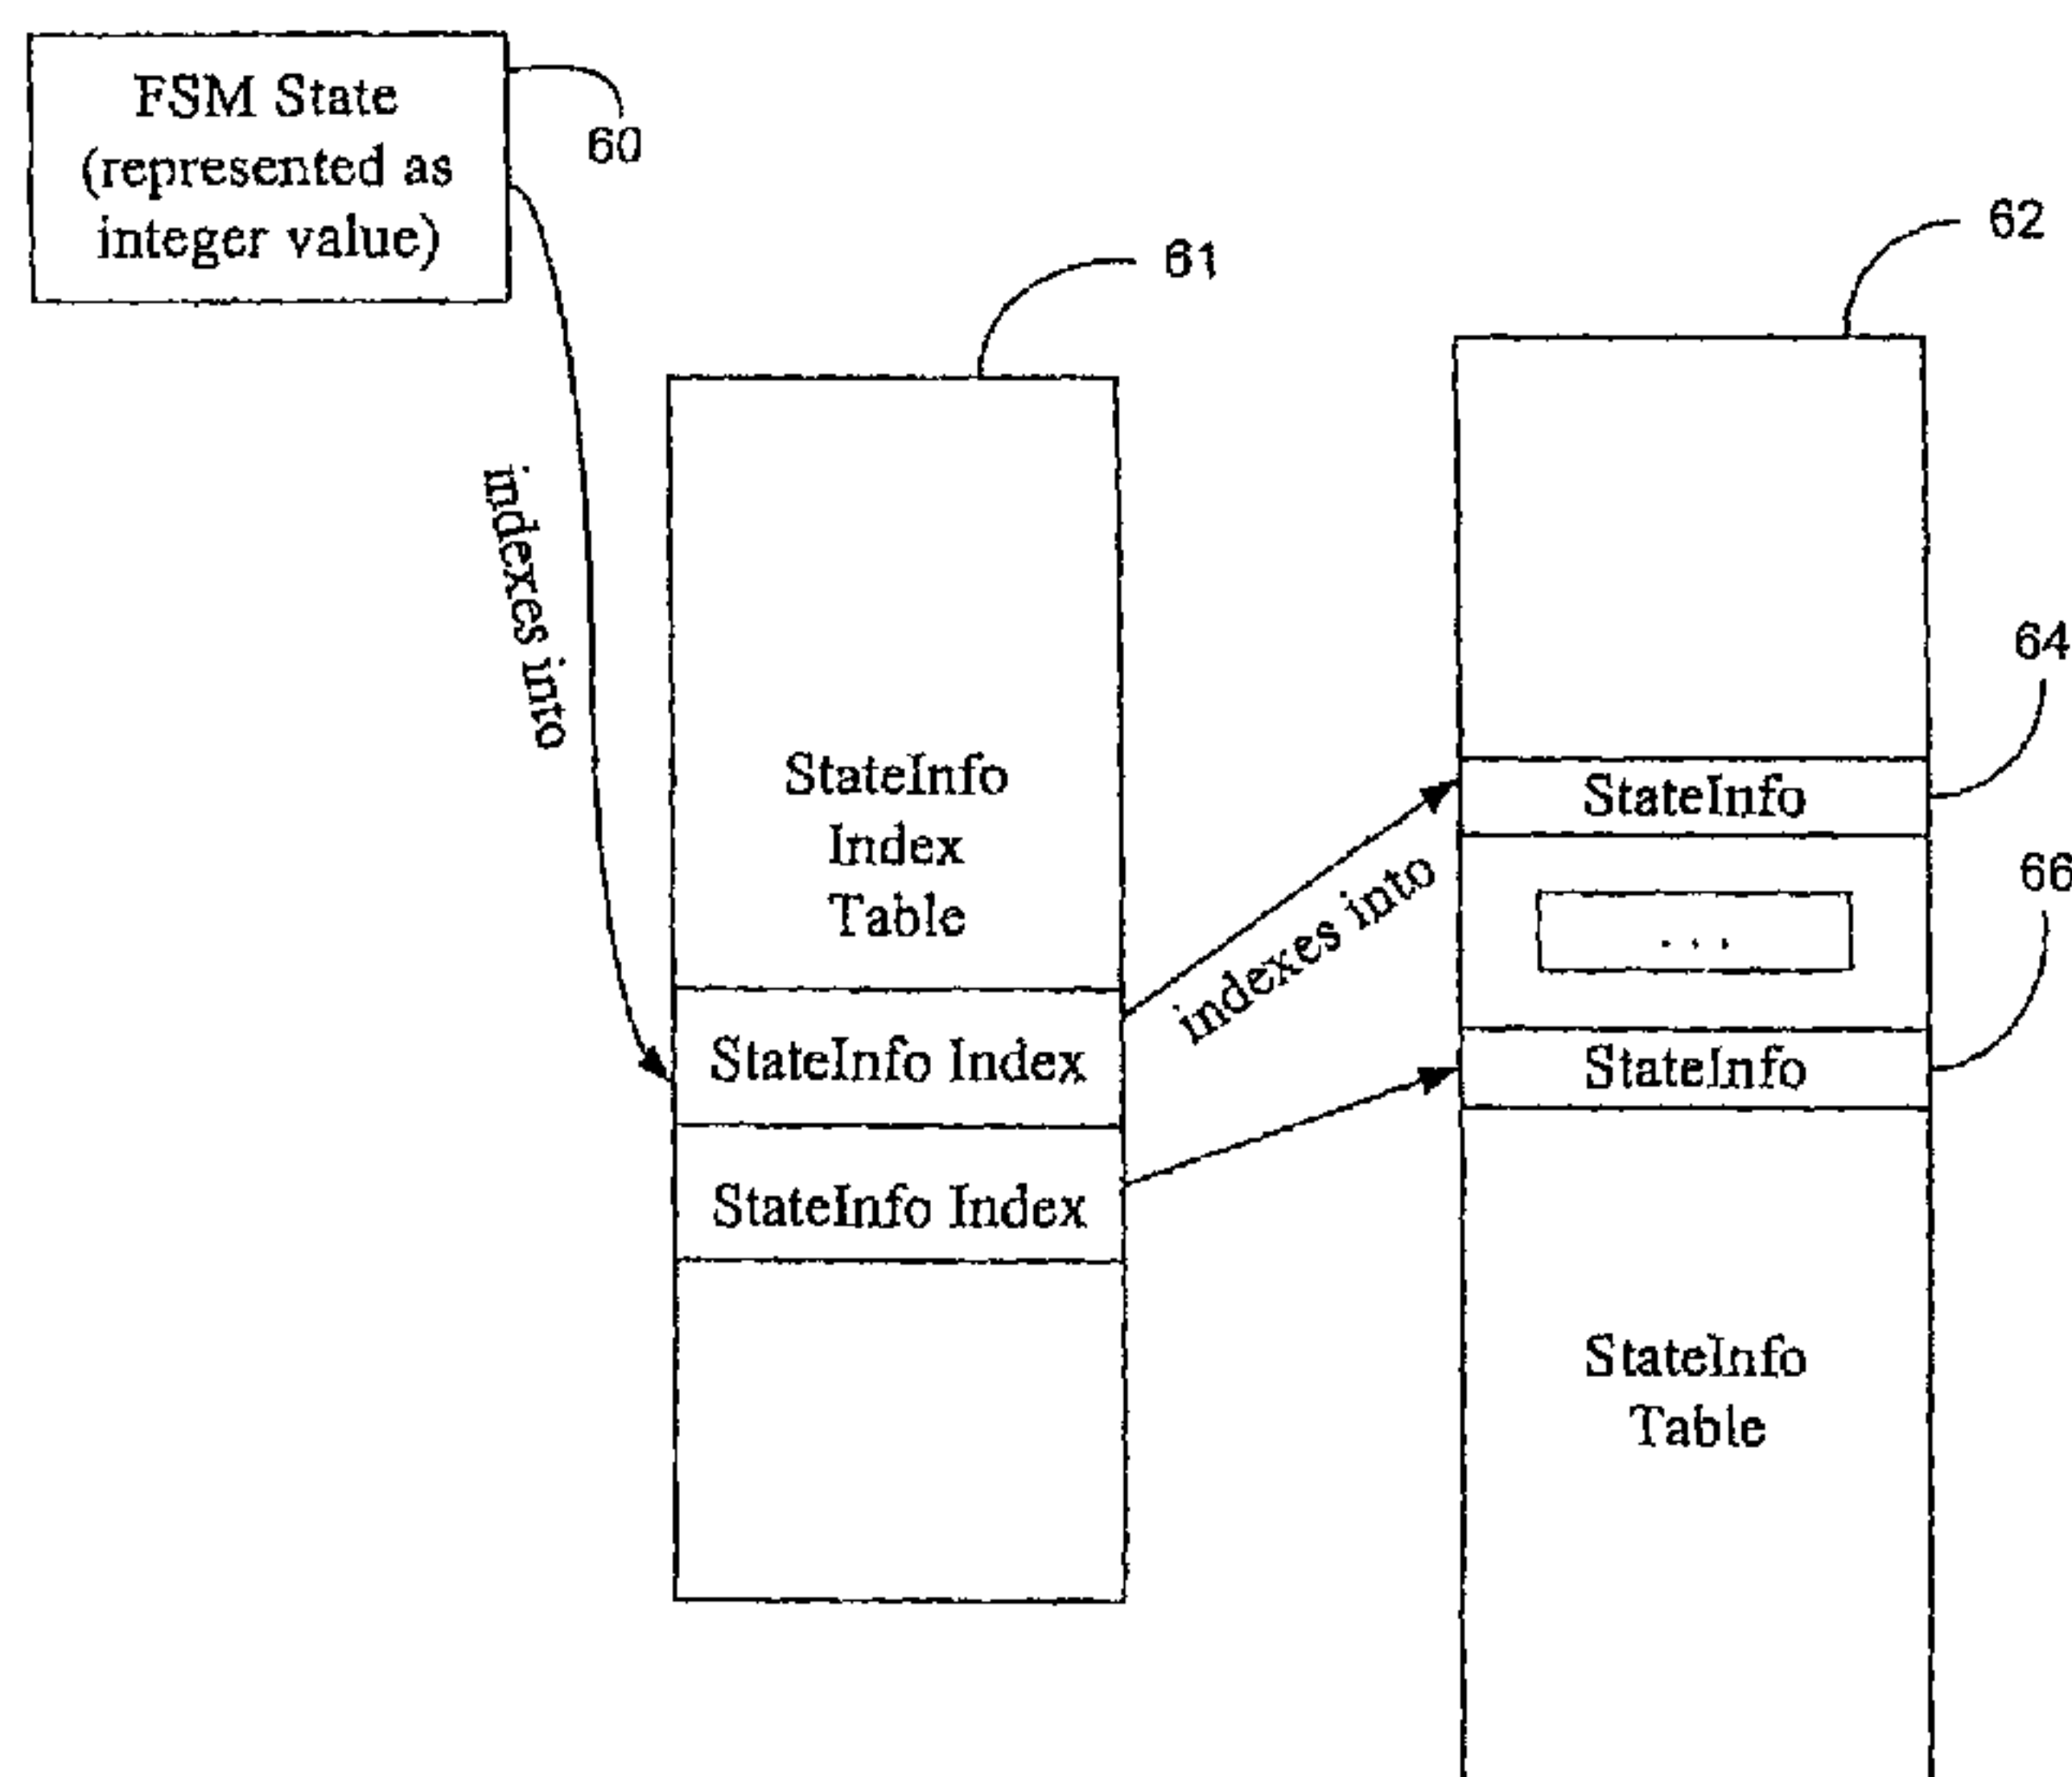 FSM State
(represented as
integer value)
60
61
62
indexes into
StateInfo
Index
Table
StateInfo Index
StateInfo Index
indexes into
64
StateInfo
66
. . .
StateInfo
StateInfo
Table